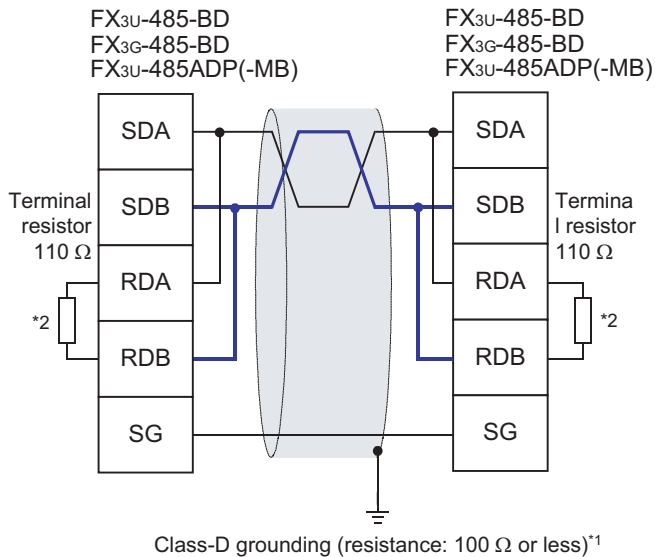 FX3U-485-BD
FX3G-485-BD
FX3U-485ADP(-MB)
FX3U-485-BD
FX3G-485-BD
FX3U-485ADP(-MB)
SDA
SDB
RDA
RDB
SG
Terminal
resistor
110 Ω
*2
SDA
SDB
RDA
RDB
SG
Termina
l resistor
110 Ω
*2
Class-D grounding (resistance: 100 Ω or less)*1